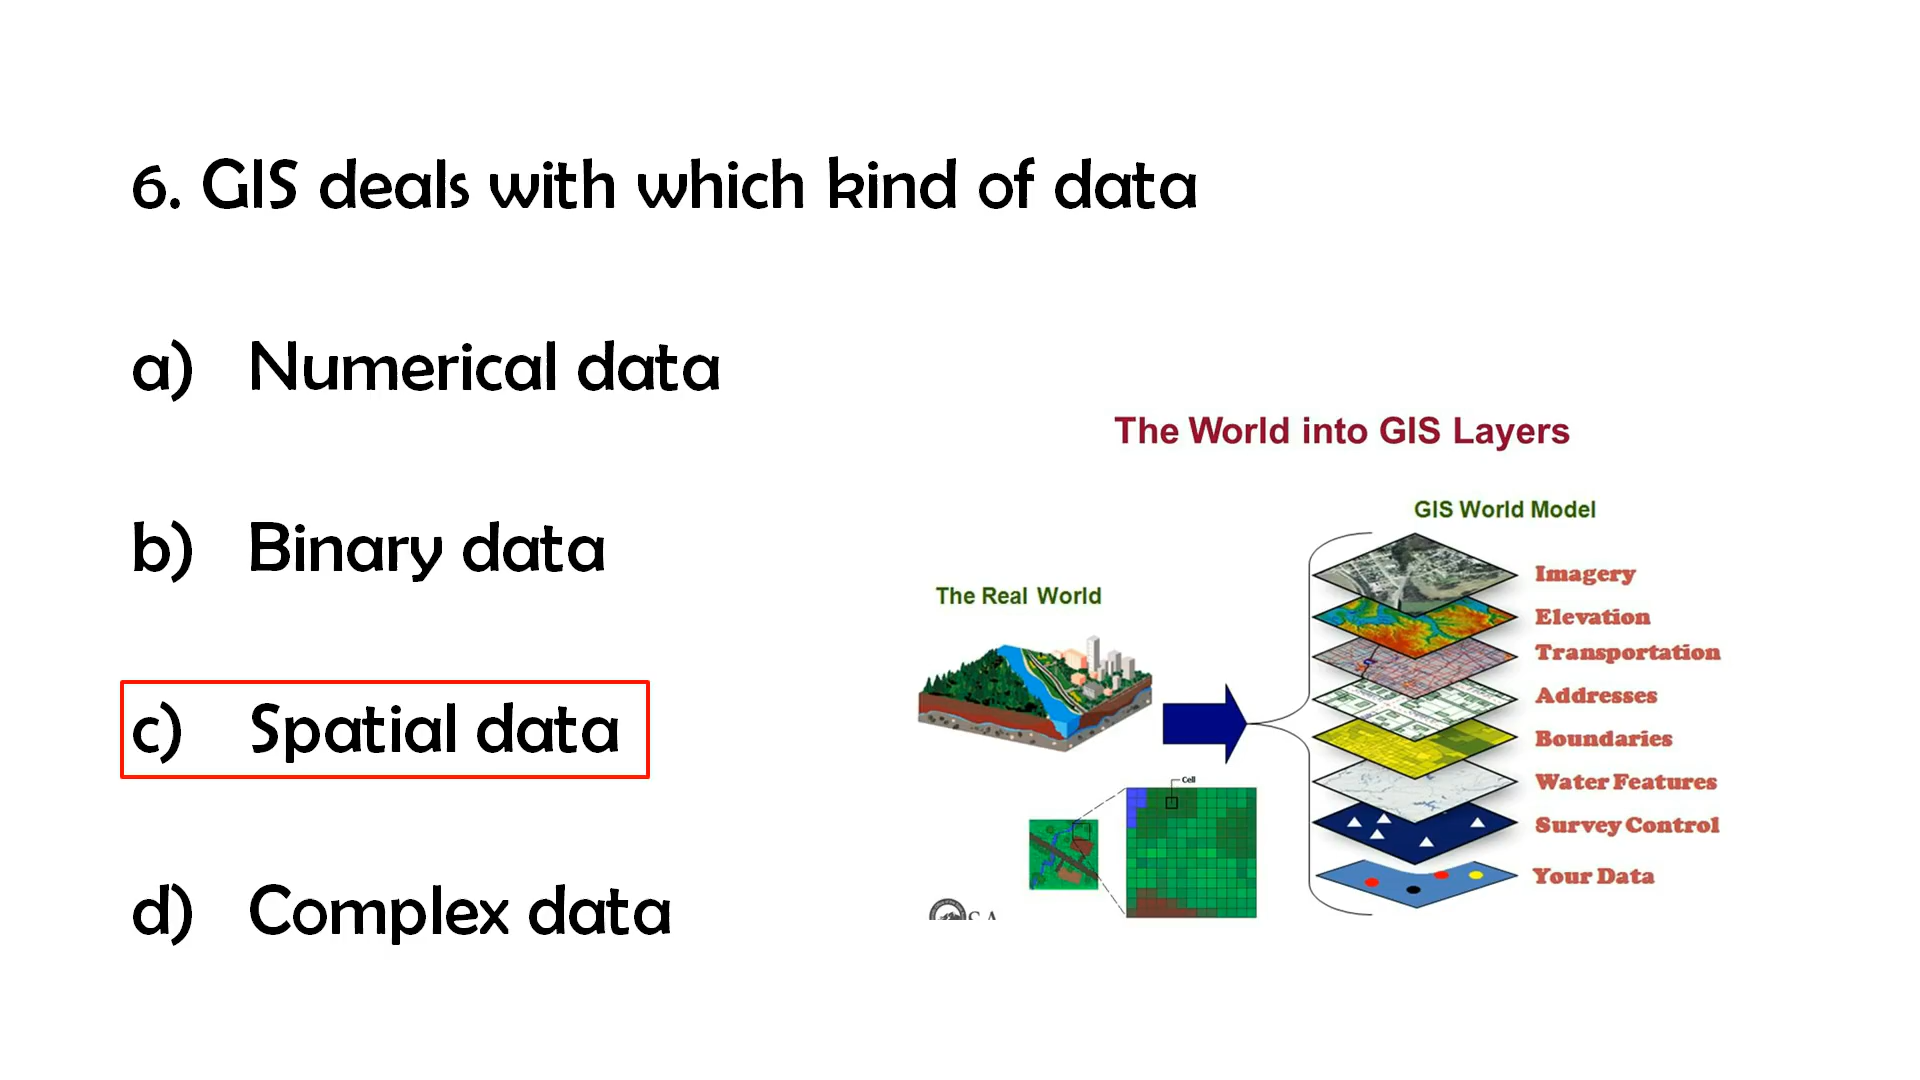 6. GIS deals with which kind of data
a) Numerical data
b) Binary data
c) Spatial data
d) Complex data
The World into GIS Layers
GIS World Model
The Real World
Imagery
Elevation
Transportation
Addresses
Boundaries
Water Features
Survey Control
Your Data
Cell